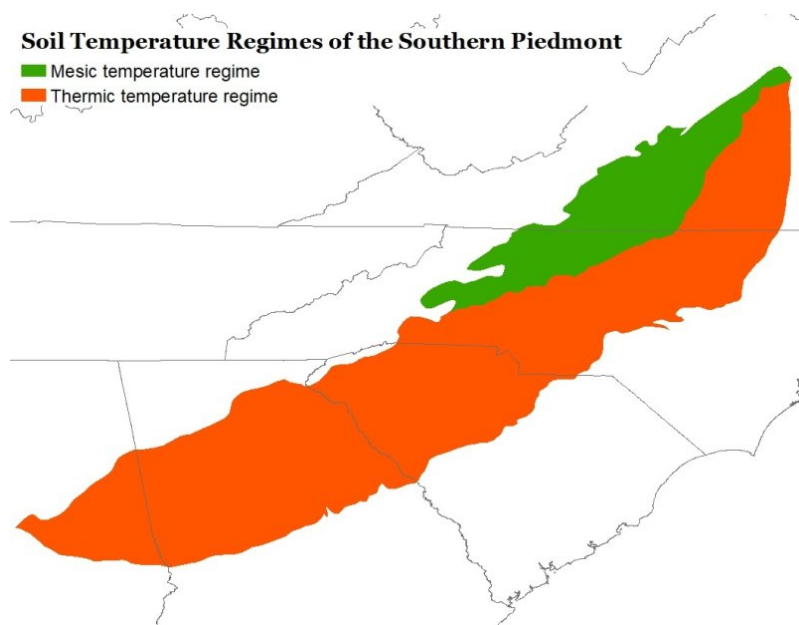 Soil Temperature Regimes of the Southern Piedmont
Mesic temperature regime
Thermic temperature regime